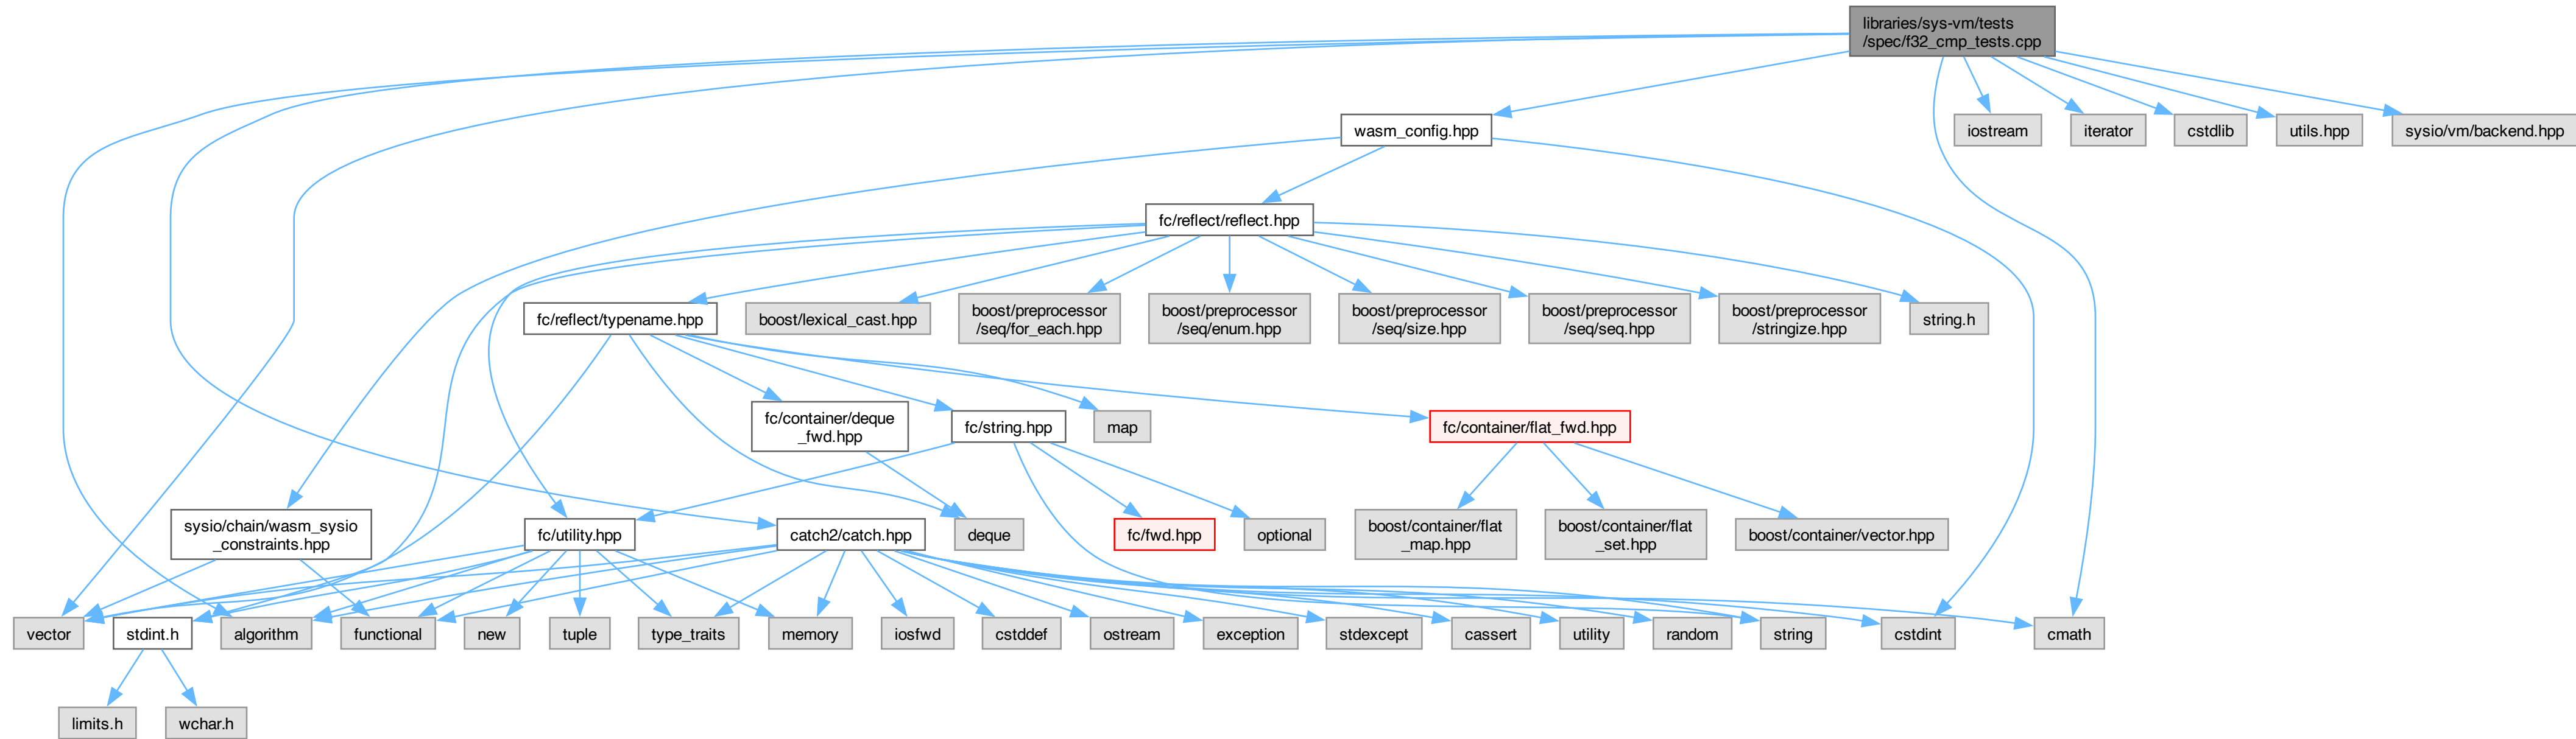 libraries/sys-vm/tests
/spec/f32_cmp_tests.cpp
wasm_config.hpp
iostream
iterator
cstdlib
utils.hpp
sysio/vm/backend.hpp
fc/reflect/reflect.hpp
fc/reflect/typename.hpp
boost/lexical_cast.hpp
boost/preprocessor
/seq/for_each.hpp
boost/preprocessor
/seq/enum.hpp
boost/preprocessor
/seq/size.hpp
boost/preprocessor
/seq/seq.hpp
boost/preprocessor
/stringize.hpp
string.h
fc/container/deque
_fwd.hpp
fc/string.hpp
map
fc/container/flat_fwd.hpp
sysio/chain/wasm_sysio
_constraints.hpp
fc/utility.hpp
catch2/catch.hpp
deque
fc/fwd.hpp
optional
boost/container/flat
_map.hpp
boost/container/flat
_set.hpp
boost/container/vector.hpp
vector
stdint.h
algorithm
functional
new
tuple
type_traits
memory
iosfwd
cstddef
ostream
exception
stdexcept
cassert
utility
random
string
cstdint
cmath
limits.h
wchar.h